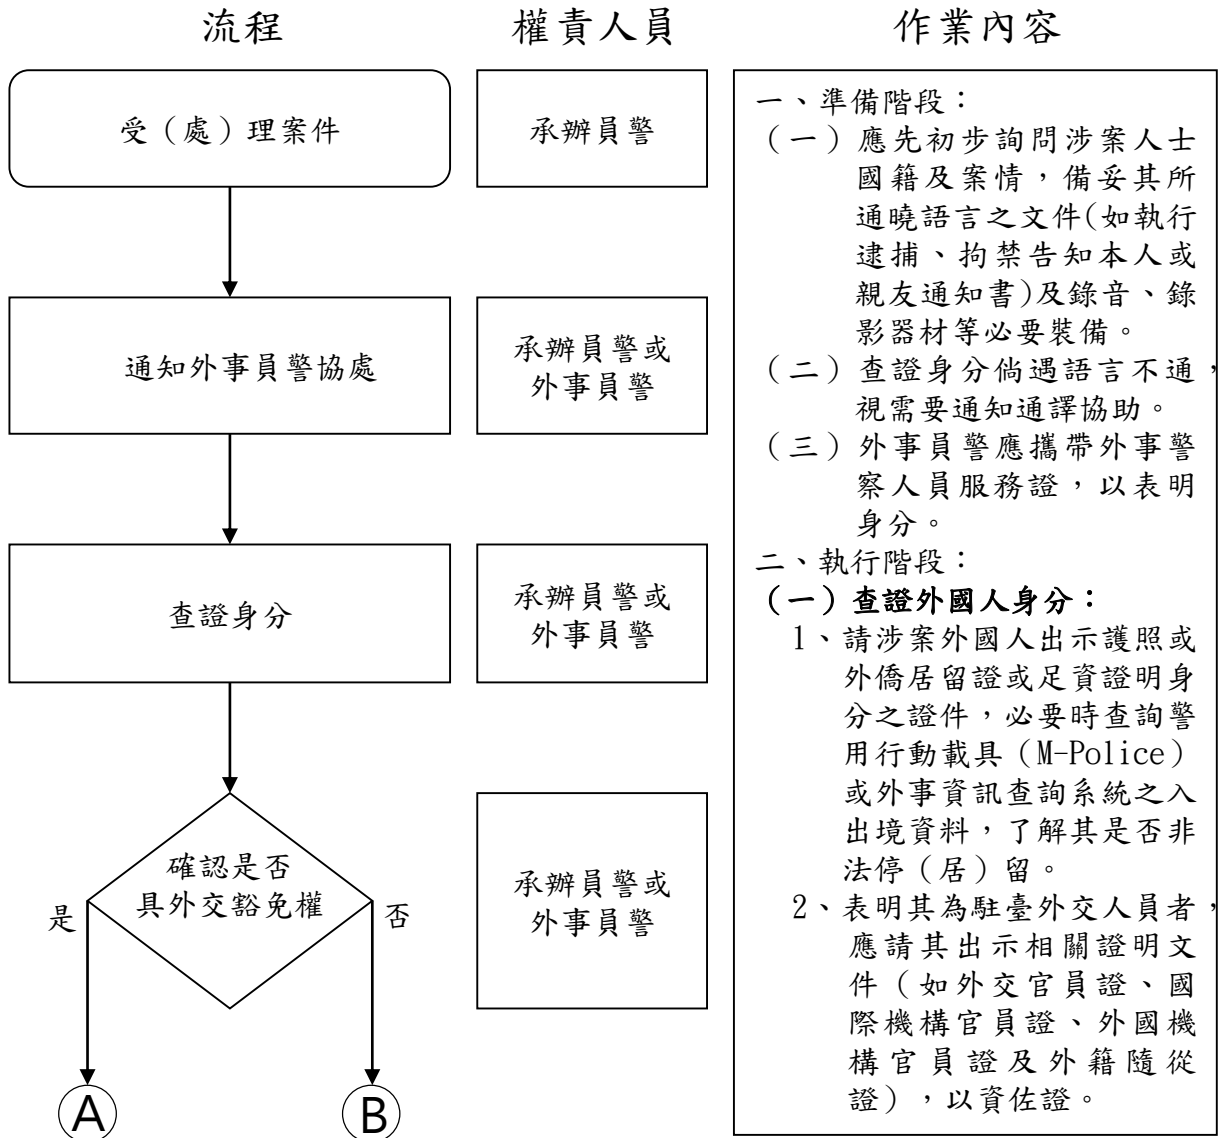 流程
權責人員
作業內容
受（處）理案件
承辦員警
通知外事員警協處
承辦員警或
外事員警
查證身分
承辦員警或
外事員警
確認是否
具外交豁免權
是
否
承辦員警或
外事員警
A
B
一、準備階段：
（一）應先初步詢問涉案人士
國籍及案情，備妥其所
通曉語言之文件(如執行
逮捕、拘禁告知本人或
親友通知書)及錄音、錄
影器材等必要裝備。
（二）查證身分倘遇語言不通，
視需要通知通譯協助。
（三）外事員警應攜帶外事警
察人員服務證，以表明
身分。
二、執行階段：
（一）查證外國人身分：
1、請涉案外國人出示護照或
外僑居留證或足資證明身
分之證件，必要時查詢警
用行動載具（M-Police）
或外事資訊查詢系統之入
出境資料，了解其是否非
法停（居）留。
2、表明其為駐臺外交人員者，
應請其出示相關證明文
件（如外交官員證、國
際機構官員證、外國機
構官員證及外籍隨從
證），以資佐證。